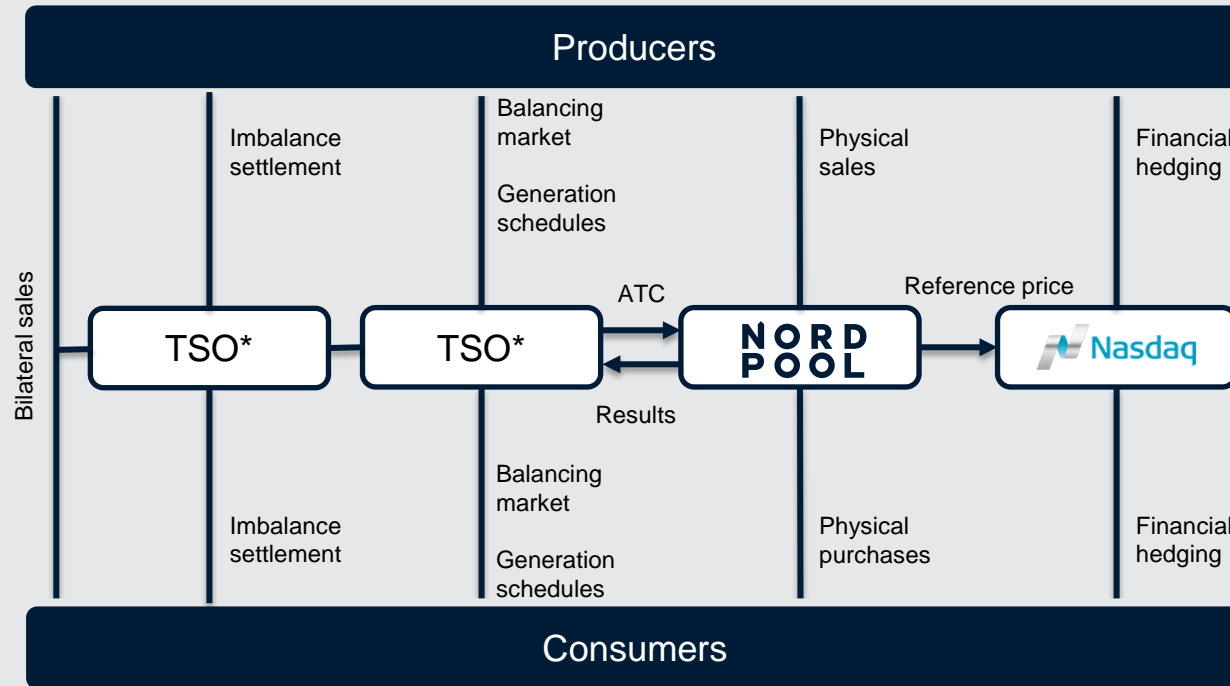 Producers
Imbalance
settlement
Balancing
market
Generation
schedules
Physical
sales
Financial
hedging
Bilateral sales
TSO*
TSO*
ATC
Results
NORD
POOL
Reference price
Nasdaq
Imbalance
settlement
Balancing
market
Generation
schedules
Physical
purchases
Financial
hedging
Consumers